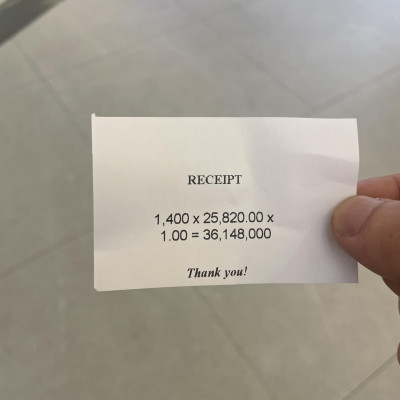 RECEIPT
1,400 x 25,820.00 x
1.00 = 36,148,000
Thank you!